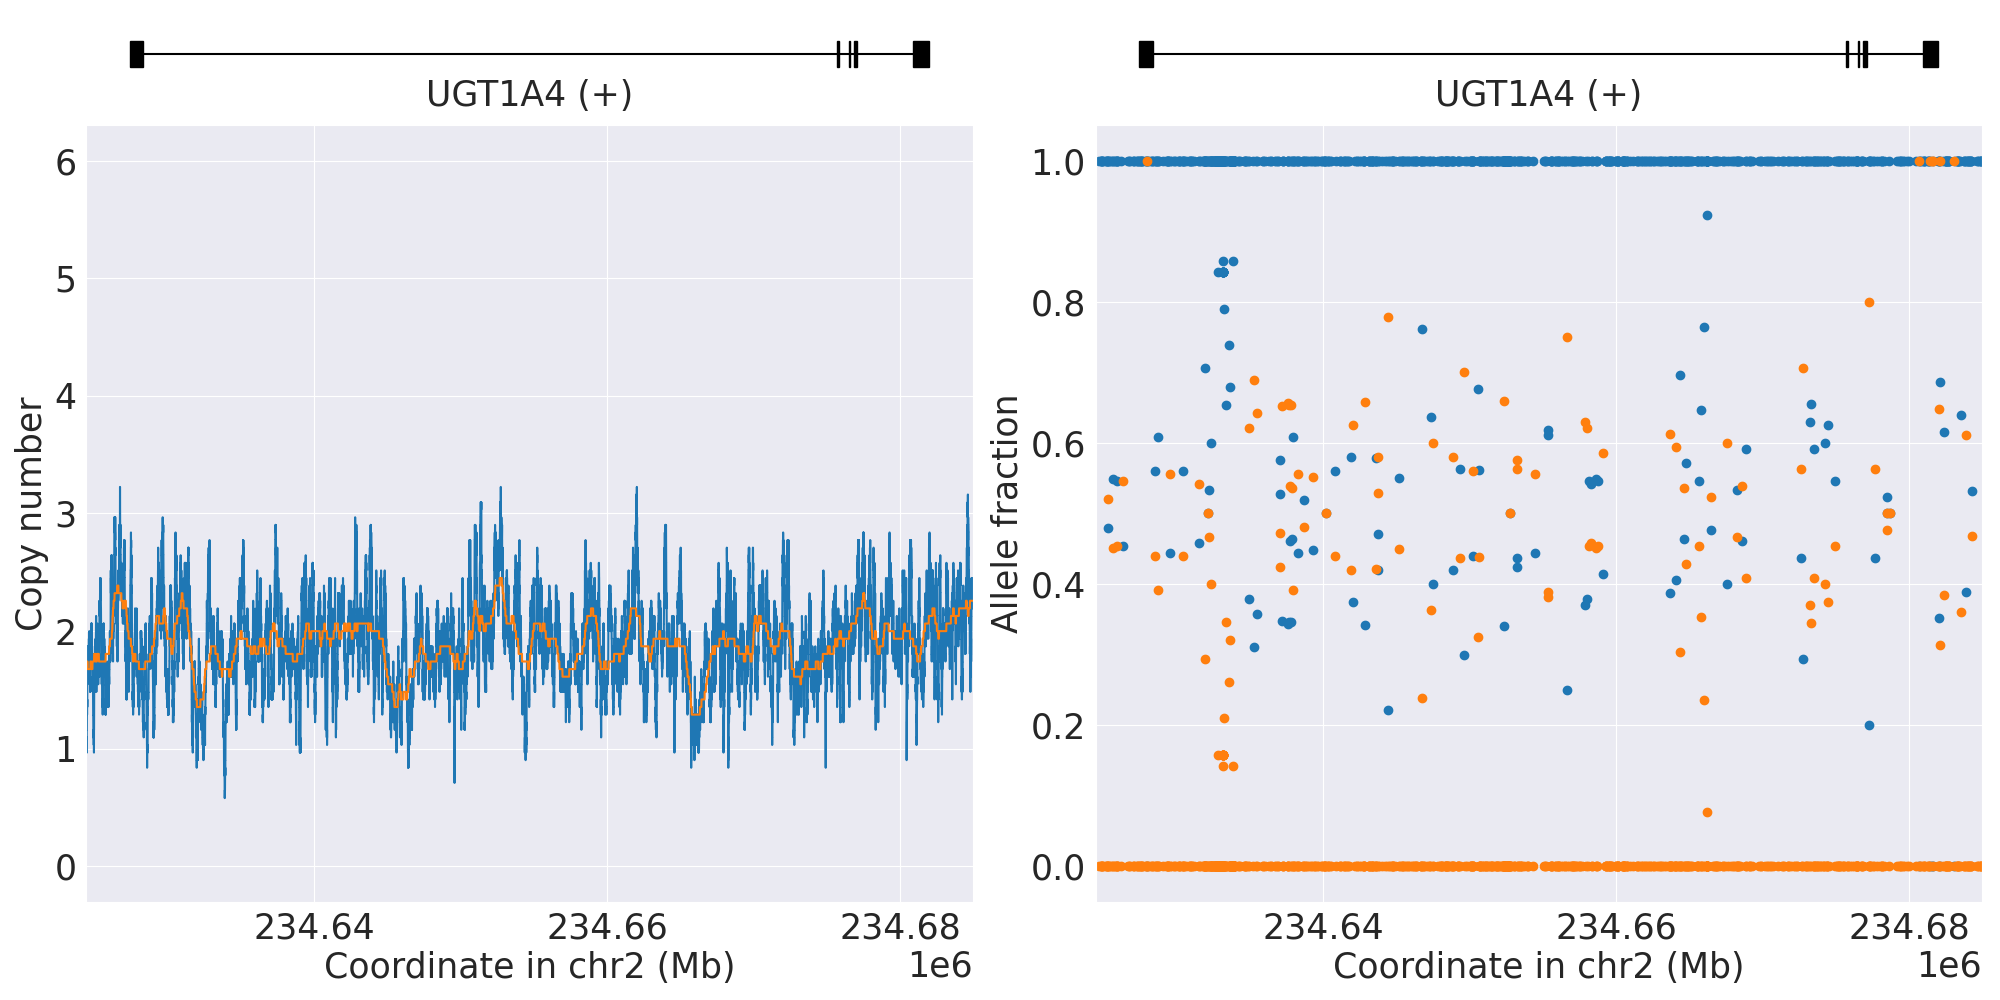 UGT1A4 (+)
6
5
4
3
2
1
0
Copy number
234.64
234.66
234.68
Coordinate in chr2 (Mb)
1e6
UGT1A4 (+)
1.0
0.8
0.6
0.4
0.2
0.0
Allele fraction
234.64
234.66
234.68
Coordinate in chr2 (Mb)
1e6